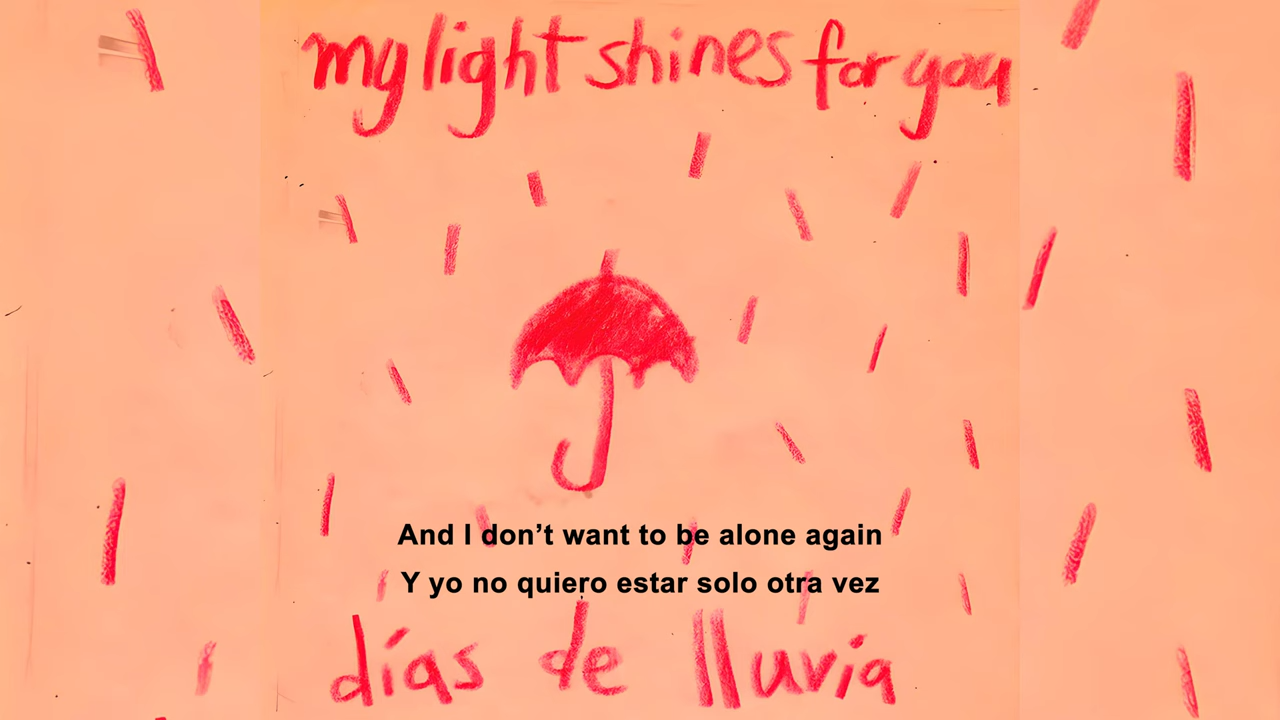 my light shines for you
And I don’t want to be alone again
Y yo no quiero estar solo otra vez
días de lluvia